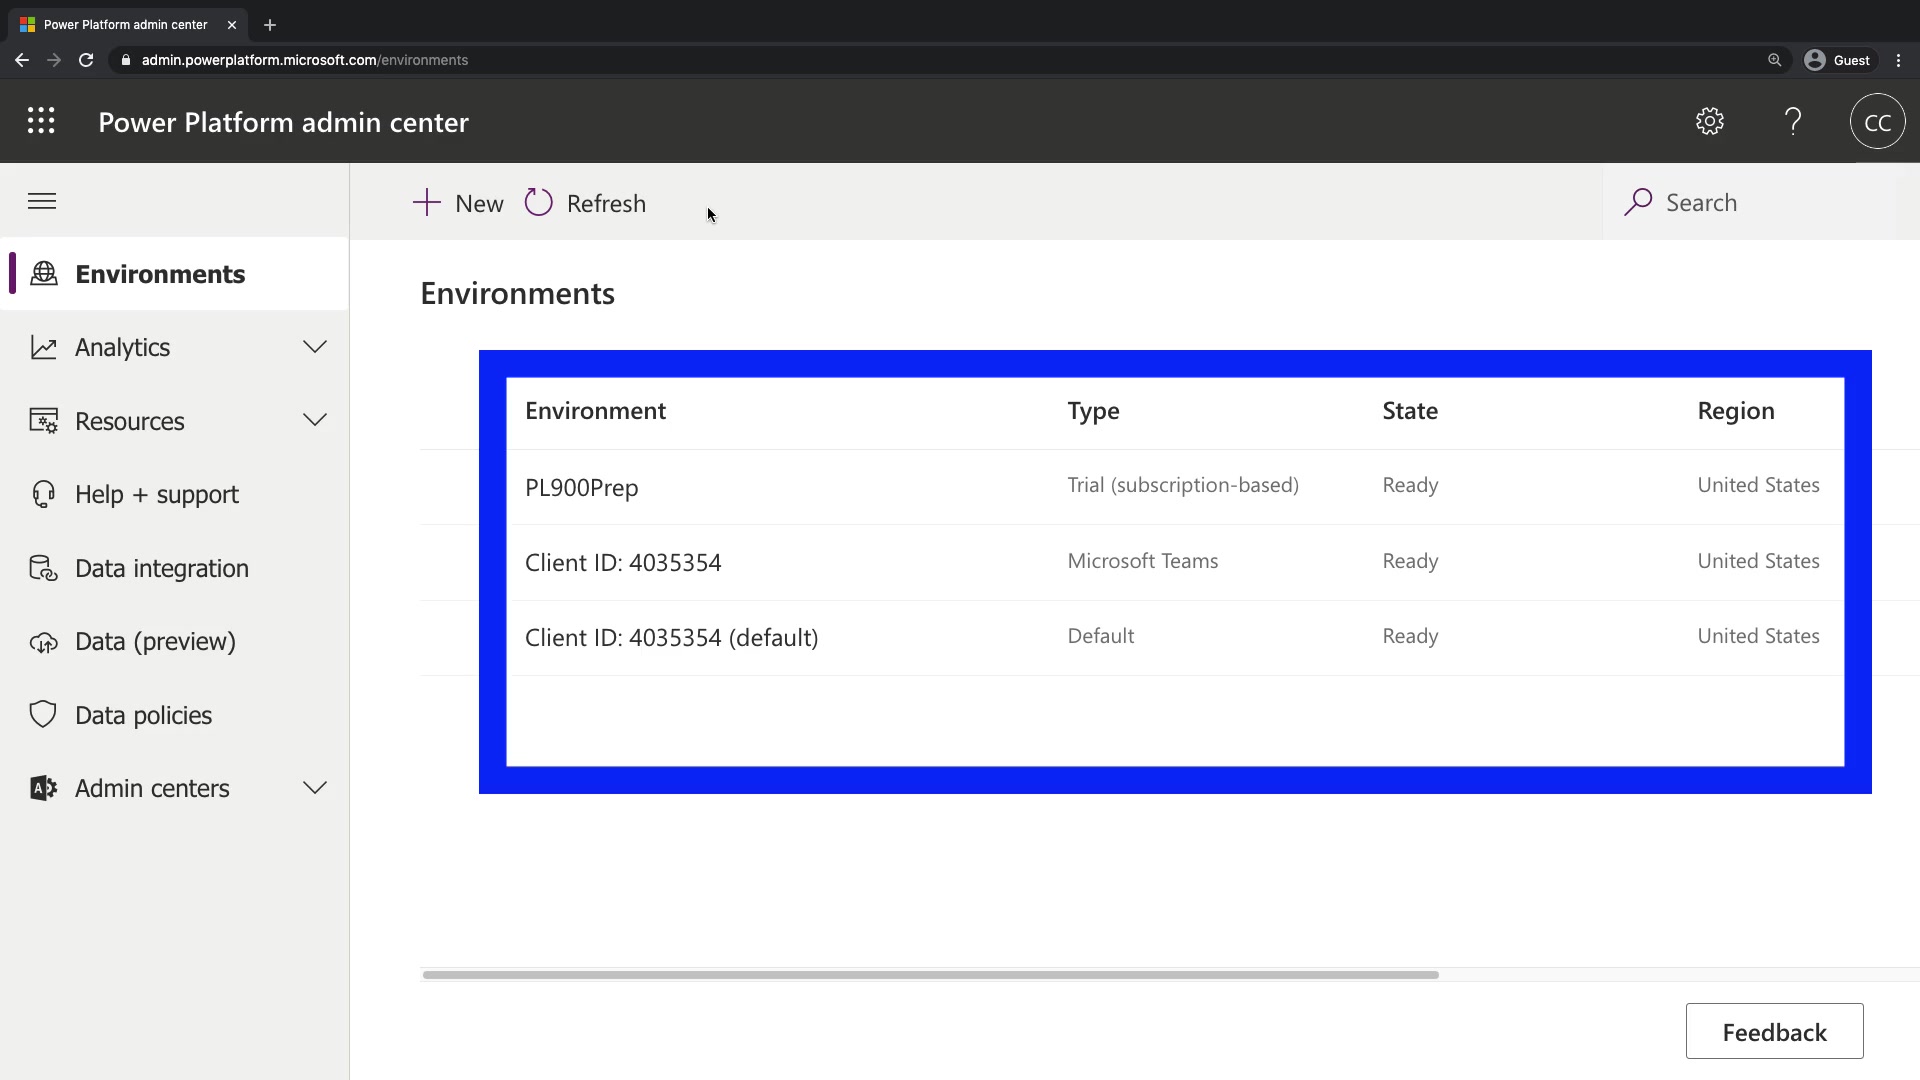 Power Platform admin center
admin.powerplatform.microsoft.com/environments
Guest
Power Platform admin center
CC
New Refresh
Search
Environments
Analytics
Resources
Help + support
Data integration
Data (preview)
Data policies
Admin centers
Environments
Environment Type State Region
PL900Prep Trial (subscription-based) Ready United States
Client ID: 4035354 Microsoft Teams Ready United States
Client ID: 4035354 (default) Default Ready United States
Feedback